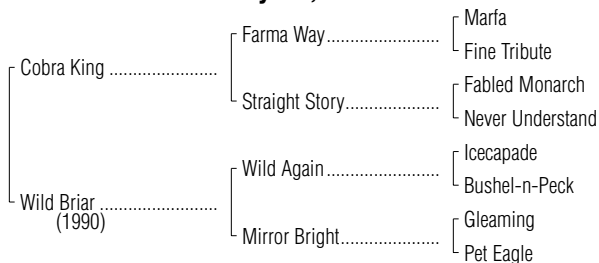 Marfa
Farma Way ........................
Fine Tribute
Cobra King .......................
Fabled Monarch
Straight Story....................
Never Understand
Icecapade
Wild Again ........................
Bushel-n-Peck
Wild Briar .........................
(1990)
Gleaming
Mirror Bright.....................
Pet Eagle